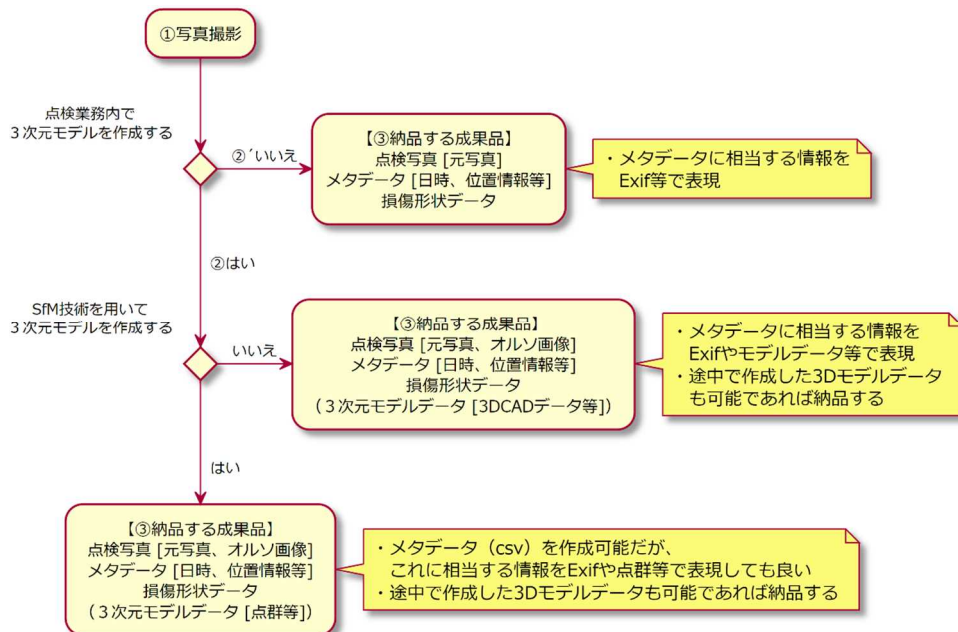 ①写真撮影
点検業務内で
３次元モデルを作成する
②´いいえ
【③納品する成果品】
点検写真 [元写真]
メタデータ [日時、位置情報等]
損傷形状データ
・メタデータに相当する情報を
Exif等で表現
②はい
SfM技術を用いて
３次元モデルを作成する
いいえ
【③納品する成果品】
点検写真 [元写真、オルソ画像]
メタデータ [日時、位置情報等]
損傷形状データ
（３次元モデルデータ [3DCADデータ等]）
・メタデータに相当する情報を
Exifやモデルデータ等で表現
・途中で作成した3Dモデルデータ
も可能であれば納品する
はい
【③納品する成果品】
点検写真 [元写真、オルソ画像]
メタデータ [日時、位置情報等]
損傷形状データ
（３次元モデルデータ [点群等]）
・メタデータ（csv）を作成可能だが、
これに相当する情報をExifや点群等で表現しても良い
・途中で作成した3Dモデルデータも可能であれば納品する